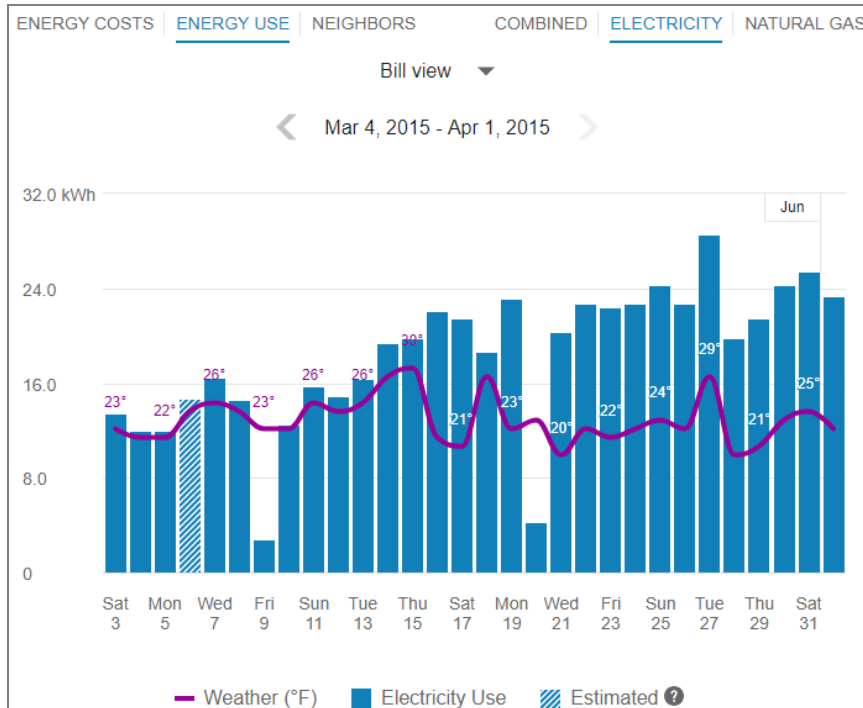 ENERGY COSTS ENERGY USE NEIGHBORS COMBINED ELECTRICITY NATURAL GAS
Bill view
Mar 4, 2015 - Apr 1, 2015
32.0 kWh
Jun
24.0
16.0
8.0
0
23° 22° 26° 23° 26° 26° 30° 21° 23° 20° 22° 24° 29° 21° 25°
Sat Mon Wed Fri Sun Tue Thu Sat Mon Wed Fri Sun Tue Thu Sat
3 5 7 9 11 13 15 17 19 21 23 25 27 29 31
Weather (°F) Electricity Use Estimated ?